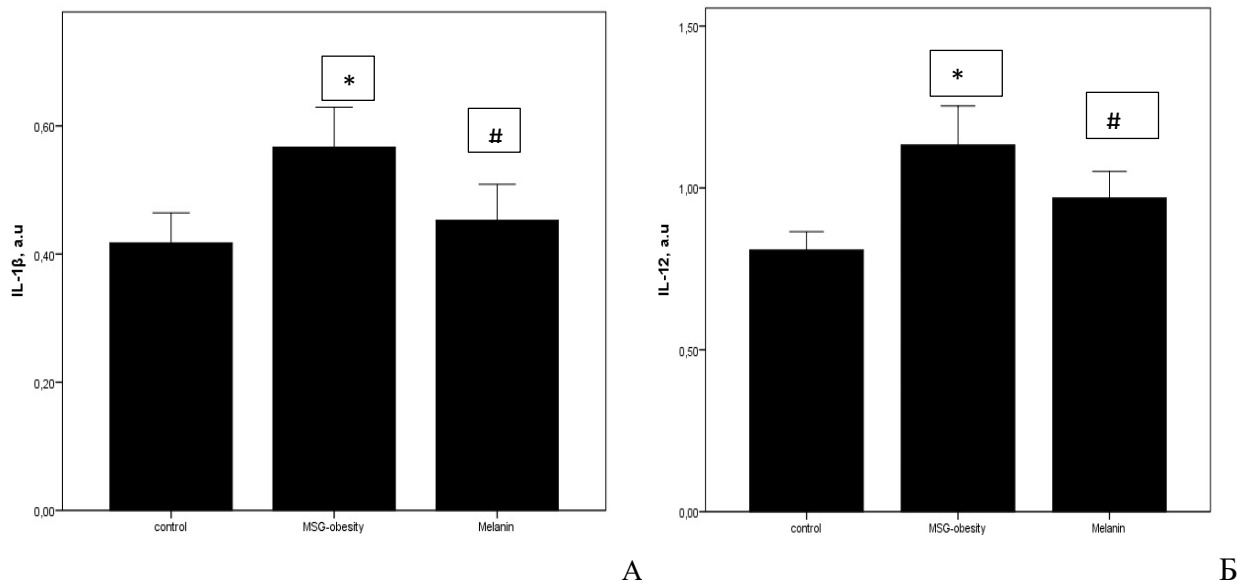 IL-1β, a.u
0,60
0,40
0,20
0,00
*
#
control
MSG-obesity
Melanin
А
IL-12, a.u
1,50
1,00
0,50
0,00
*
#
control
MSG-obesity
Melanin
Б